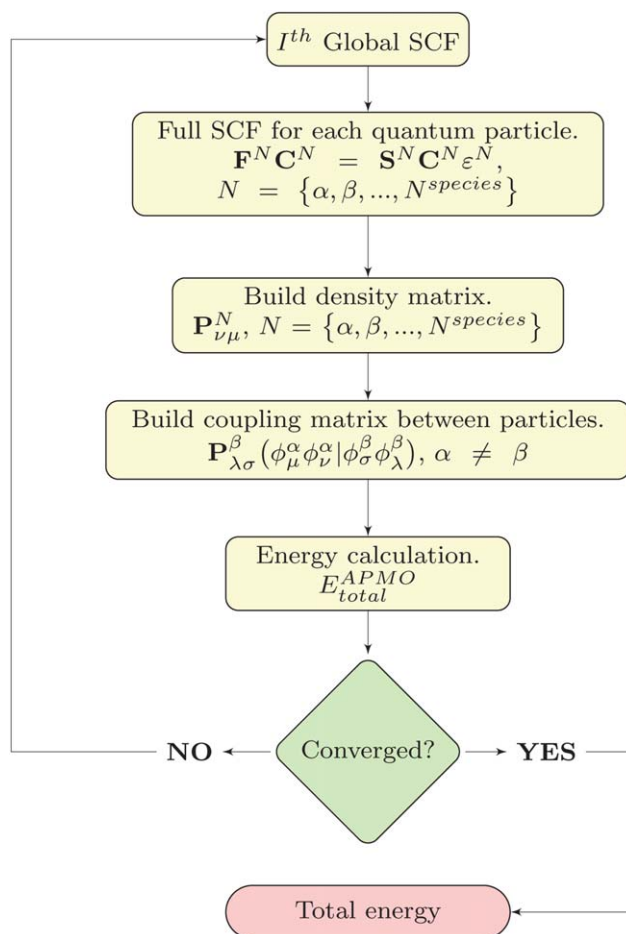 I^{th} Global SCF
Full SCF for each quantum particle.
F^N C^N = S^N C^N ε^N,
N = {α, β, ..., N^{species}}
Build density matrix.
P^N_{νμ}, N = {α, β, ..., N^{species}}
Build coupling matrix between particles.
P^β_{λσ}(φ^α_μ φ^α_ν|φ^β_σ φ^β_λ), α ≠ β
Energy calculation.
E^{APMO}_{total}
NO Converged? YES
Total energy